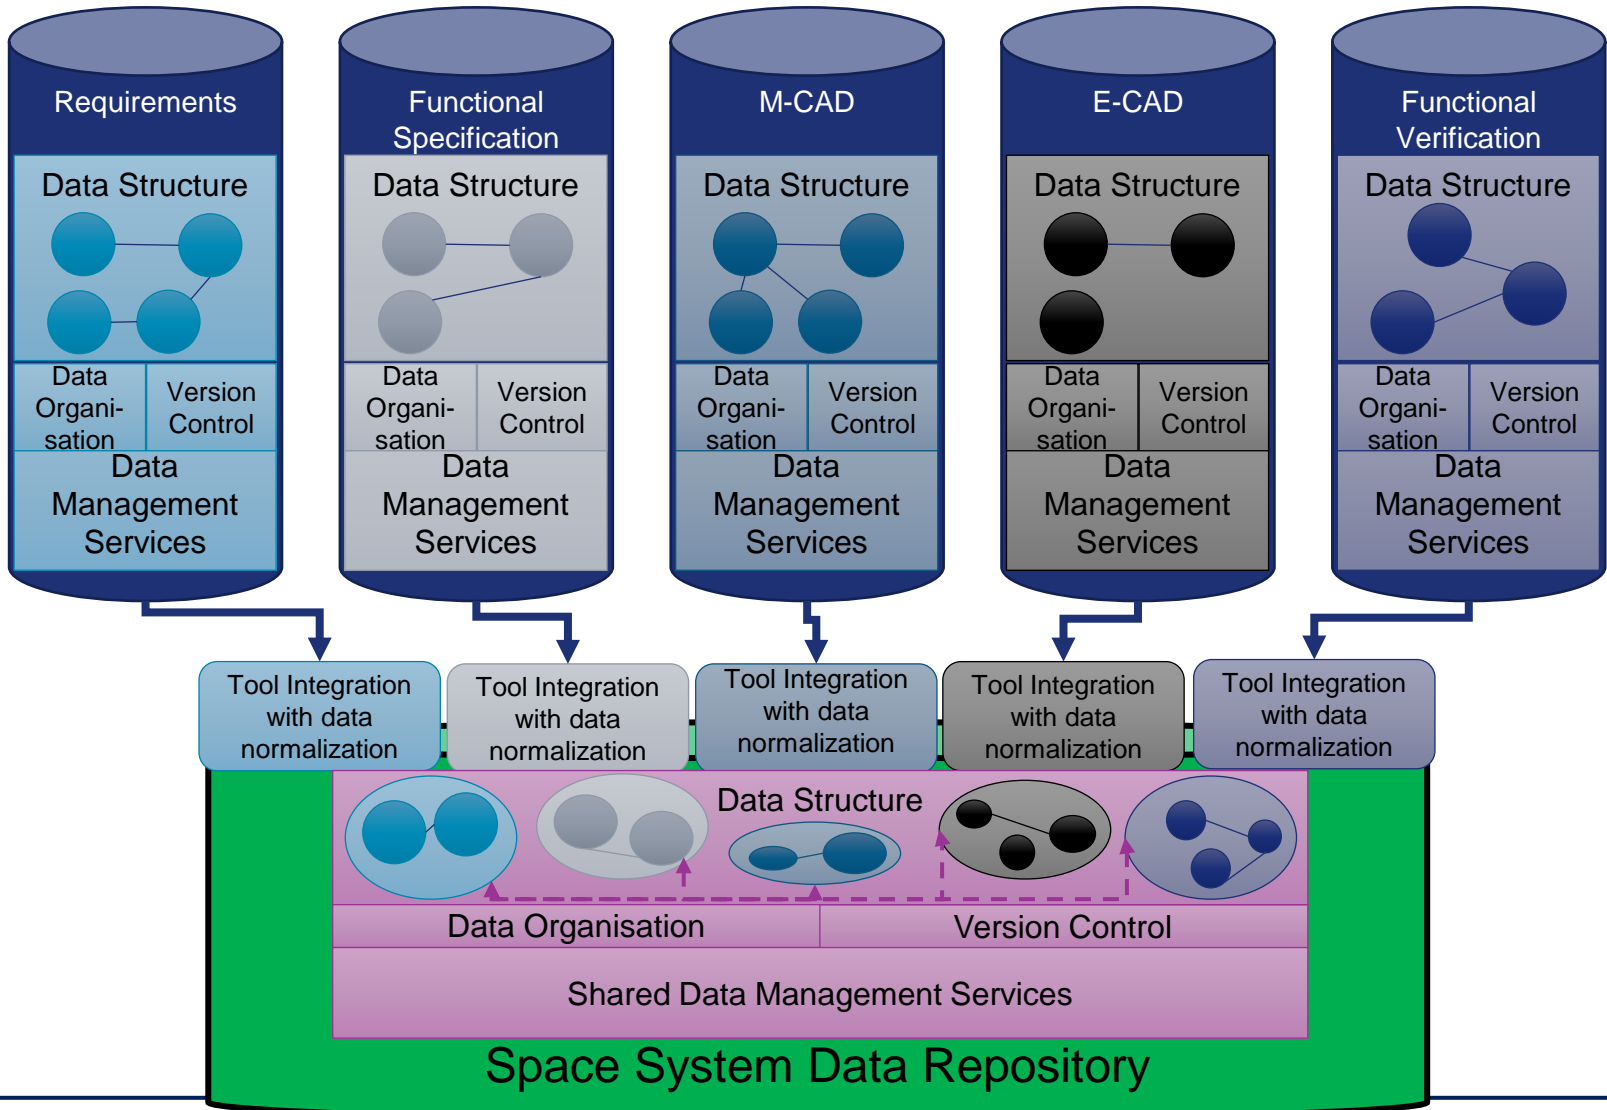 Requirements
Data Structure
Data
Organi-
sation
Version
Control
Data
Management
Services
Functional
Specification
Data Structure
Data
Organi-
sation
Version
Control
Data
Management
Services
M-CAD
Data Structure
Data
Organi-
sation
Version
Control
Data
Management
Services
E-CAD
Data Structure
Data
Organi-
sation
Version
Control
Data
Management
Services
Functional
Verification
Data Structure
Data
Organi-
sation
Version
Control
Data
Management
Services
Tool Integration
with data
normalization
Tool Integration
with data
normalization
Tool Integration
with data
normalization
Tool Integration
with data
normalization
Tool Integration
with data
normalization
Data Structure
Data Organisation
Version Control
Shared Data Management Services
Space System Data Repository